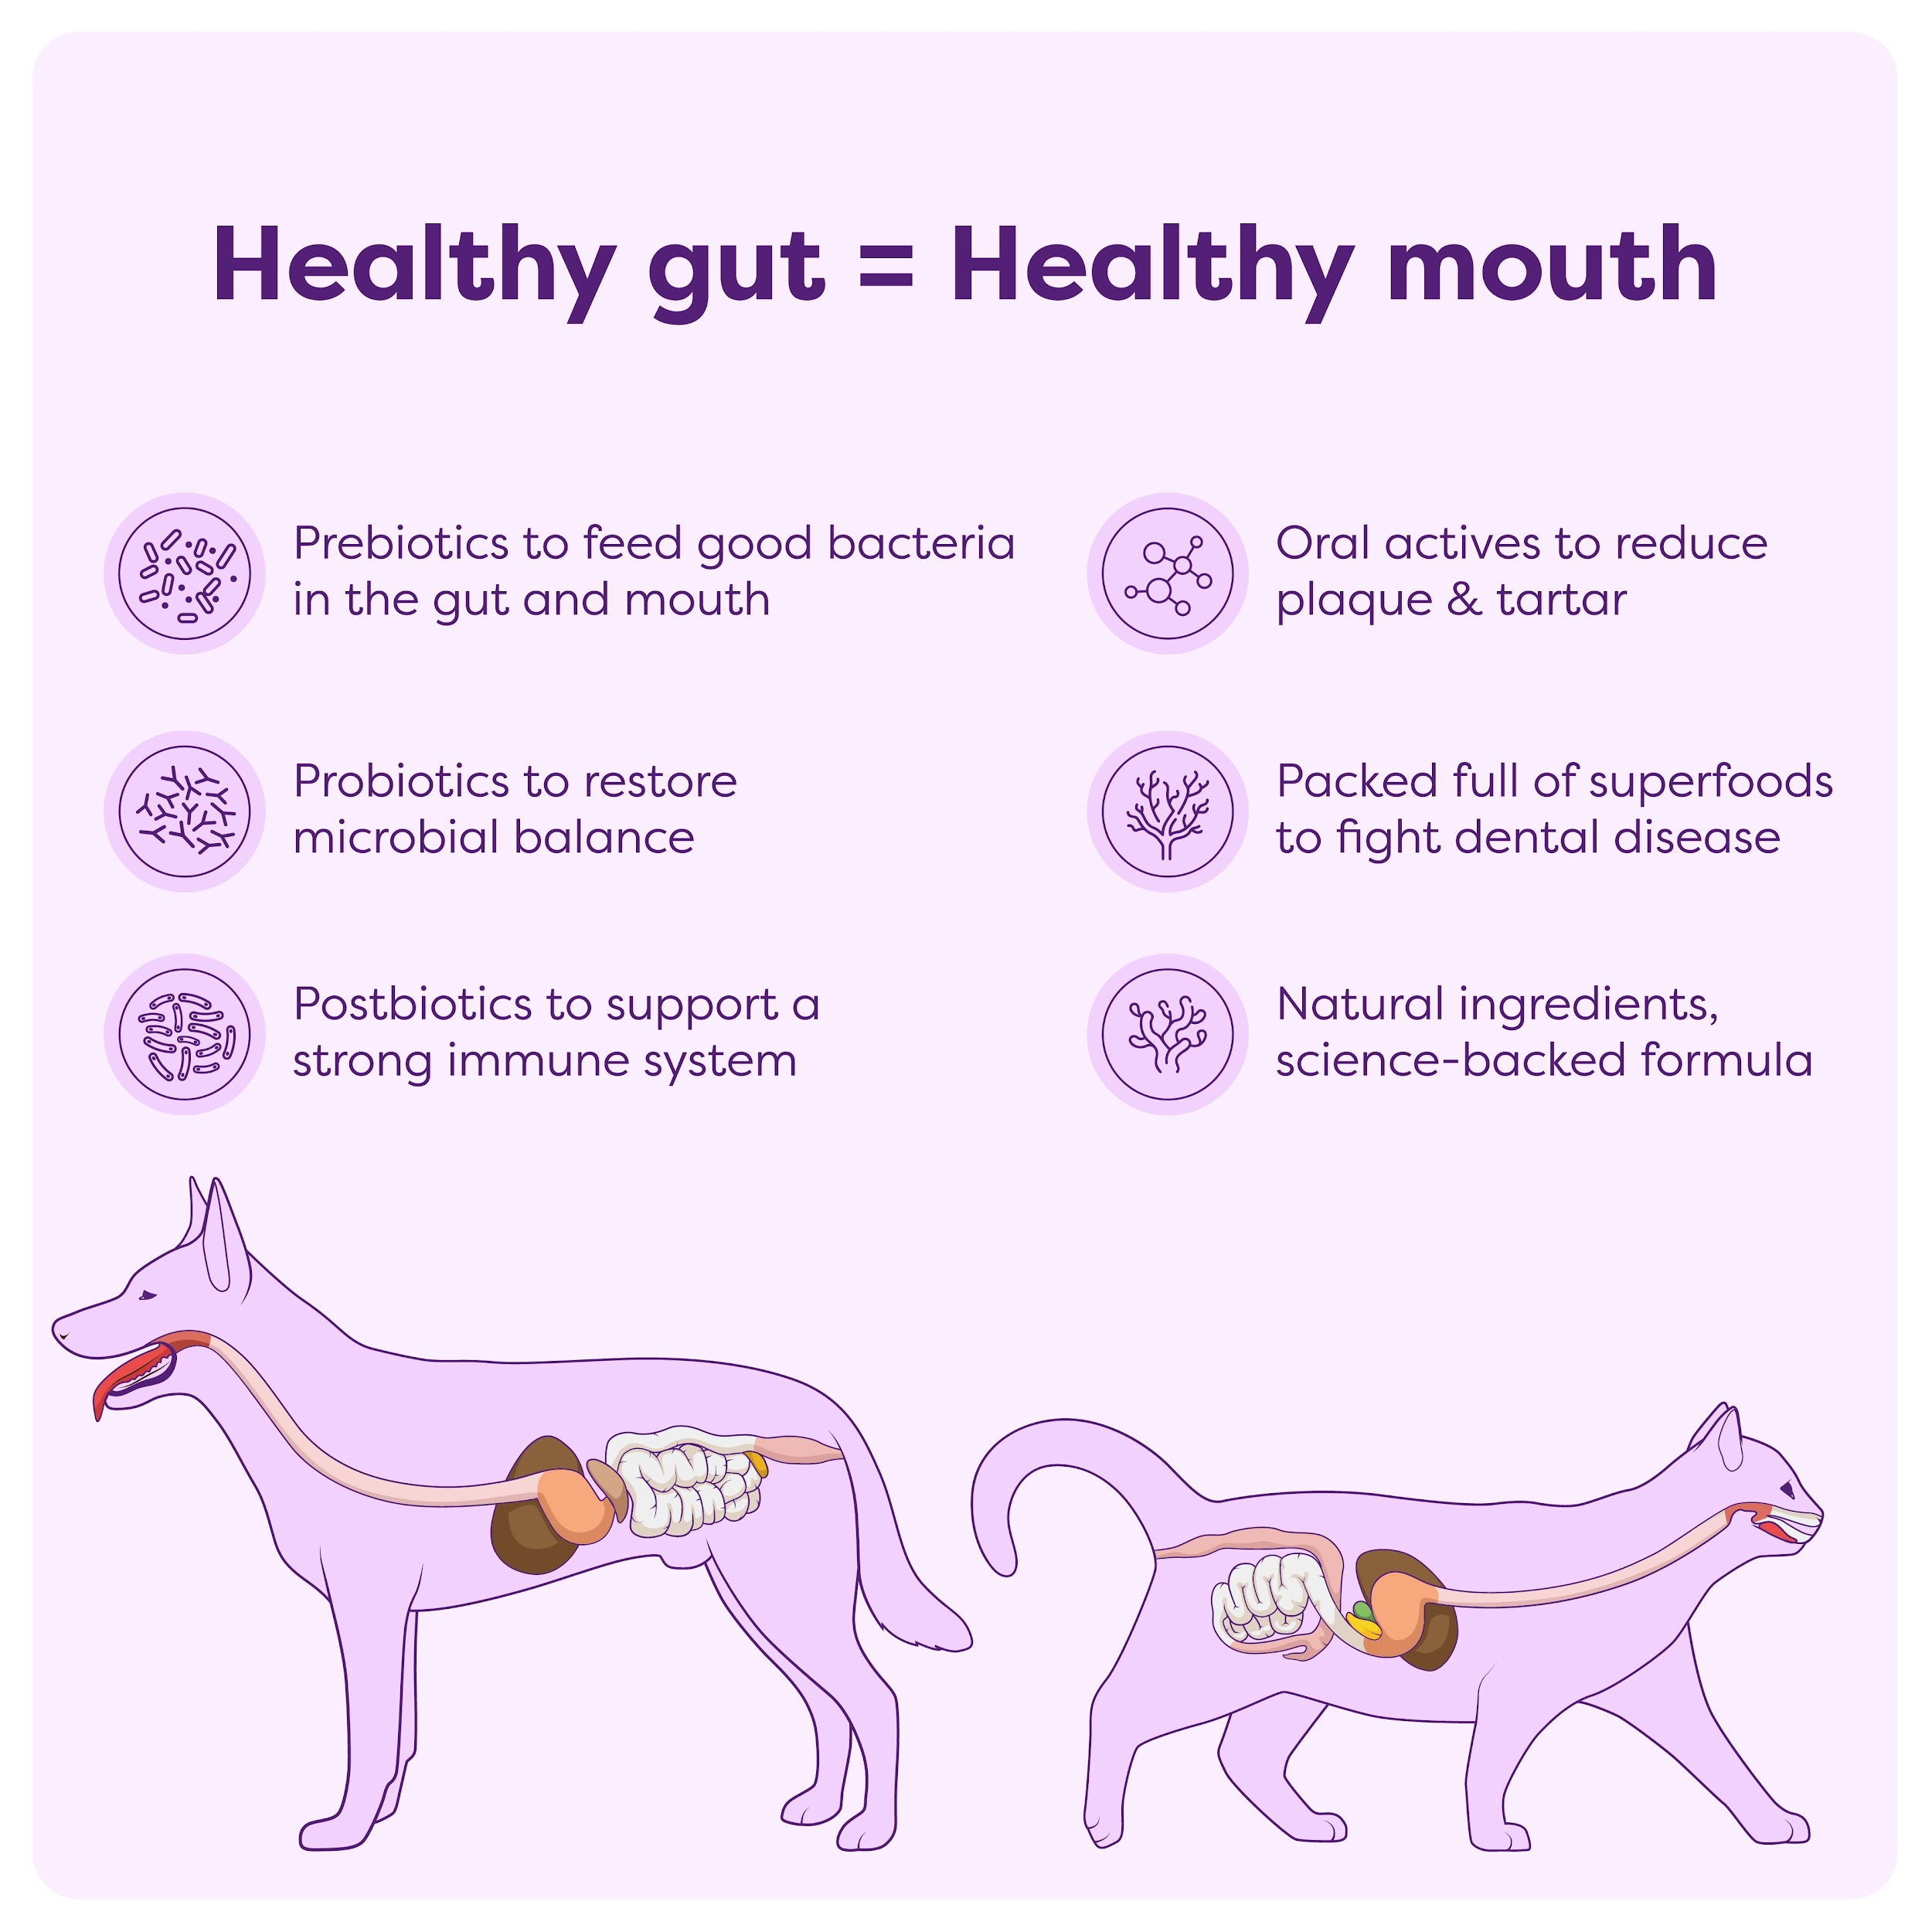 Healthy gut = Healthy mouth
Prebiotics to feed good bacteria
in the gut and mouth
Probiotics to restore
microbial balance
Postbiotics to support a
strong immune system
Oral actives to reduce
plaque & tartar
Packed full of superfoods
to fight dental disease
Natural ingredients,
science-backed formula